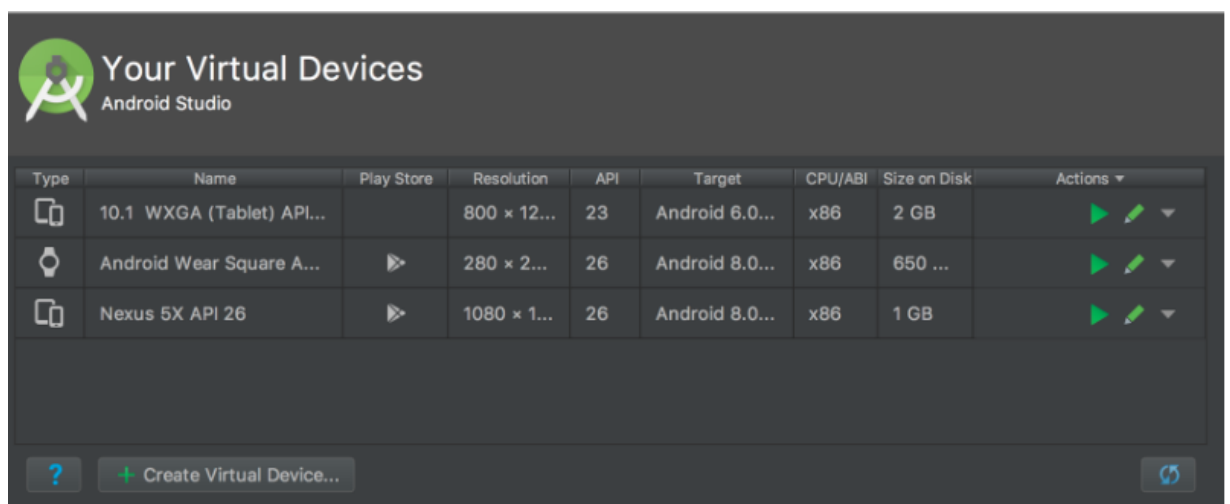 Your Virtual Devices
Android Studio
Type Name Play Store Resolution API Target CPU/ABI Size on Disk Actions
10.1 WXGA (Tablet) API... 800 × 12... 23 Android 6.0... x86 2 GB
Android Wear Square A... 280 × 2... 26 Android 8.0... x86 650 ...
Nexus 5X API 26 1080 × 1... 26 Android 8.0... x86 1 GB
? + Create Virtual Device...